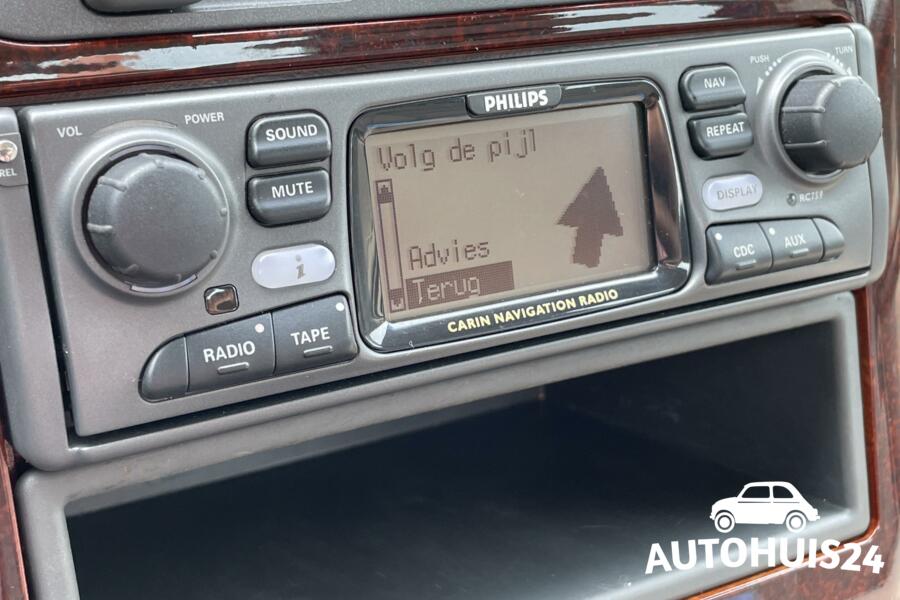 VOL
POWER
SOUND
MUTE
i
RADIO
TAPE
REL
PHILIPS
Volg de pijl
Advies
Terug
CARIN NAVIGATION RADIO
NAV
REPEAT
DISPLAY
PUSH
TURN
RC759
CDC
AUX
AUTOHUIS24